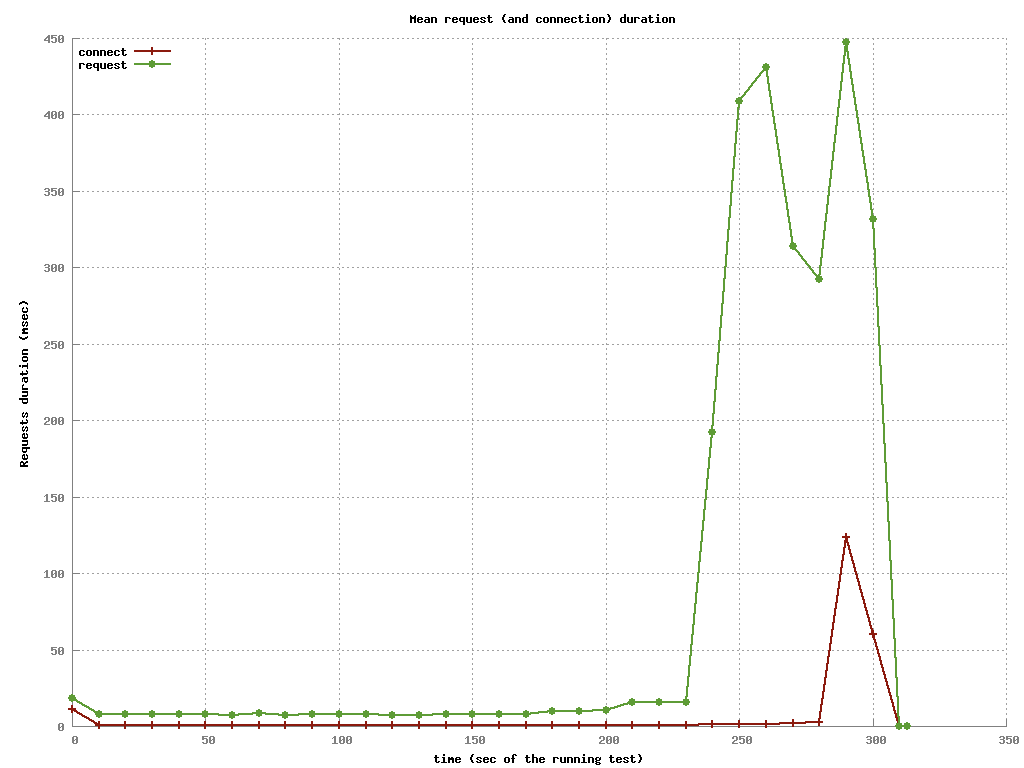 Mean request (and connection) duration
connect
request
450
400
350
300
250
200
150
100
50
0
Requests duration (msec)
0 50 100 150 200 250 300 350
time (sec of the running test)